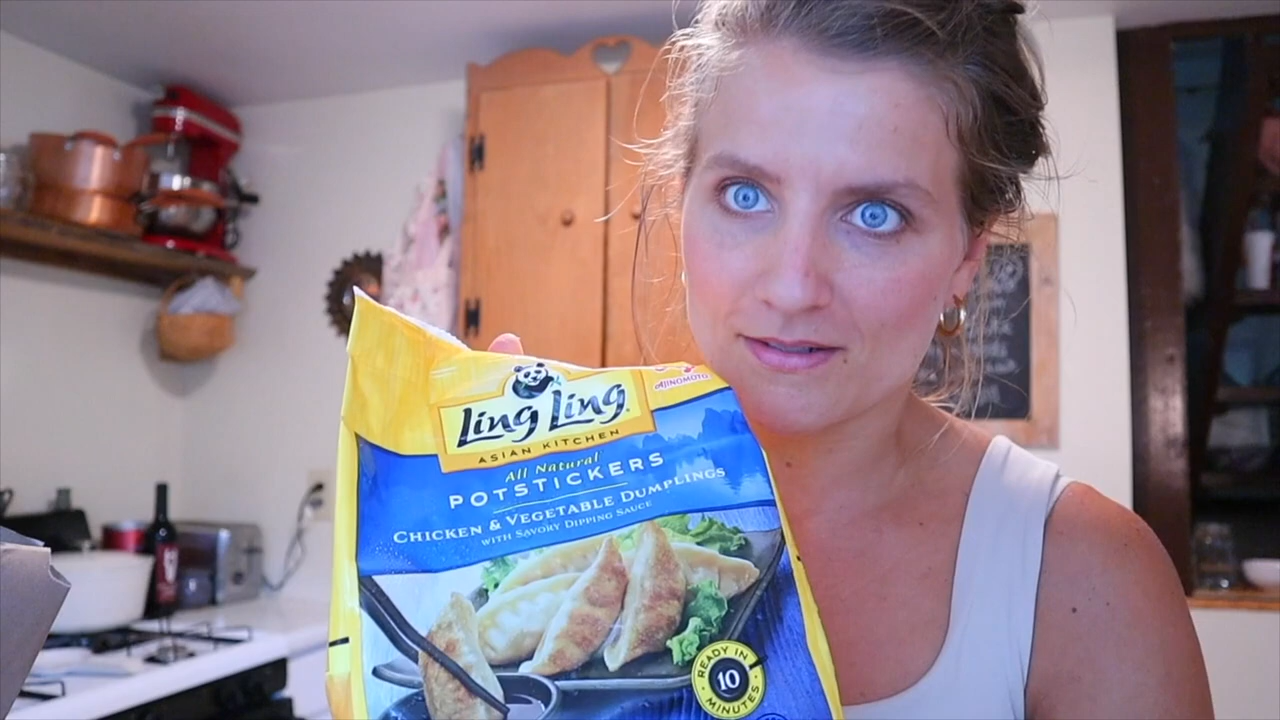 AJINOMOTO
Ling Ling
ASIAN KITCHEN
All Natural
POTSTICKERS
CHICKEN & VEGETABLE DUMPLINGS
WITH SAVORY DIPPING SAUCE
READY IN
10
MINUTES